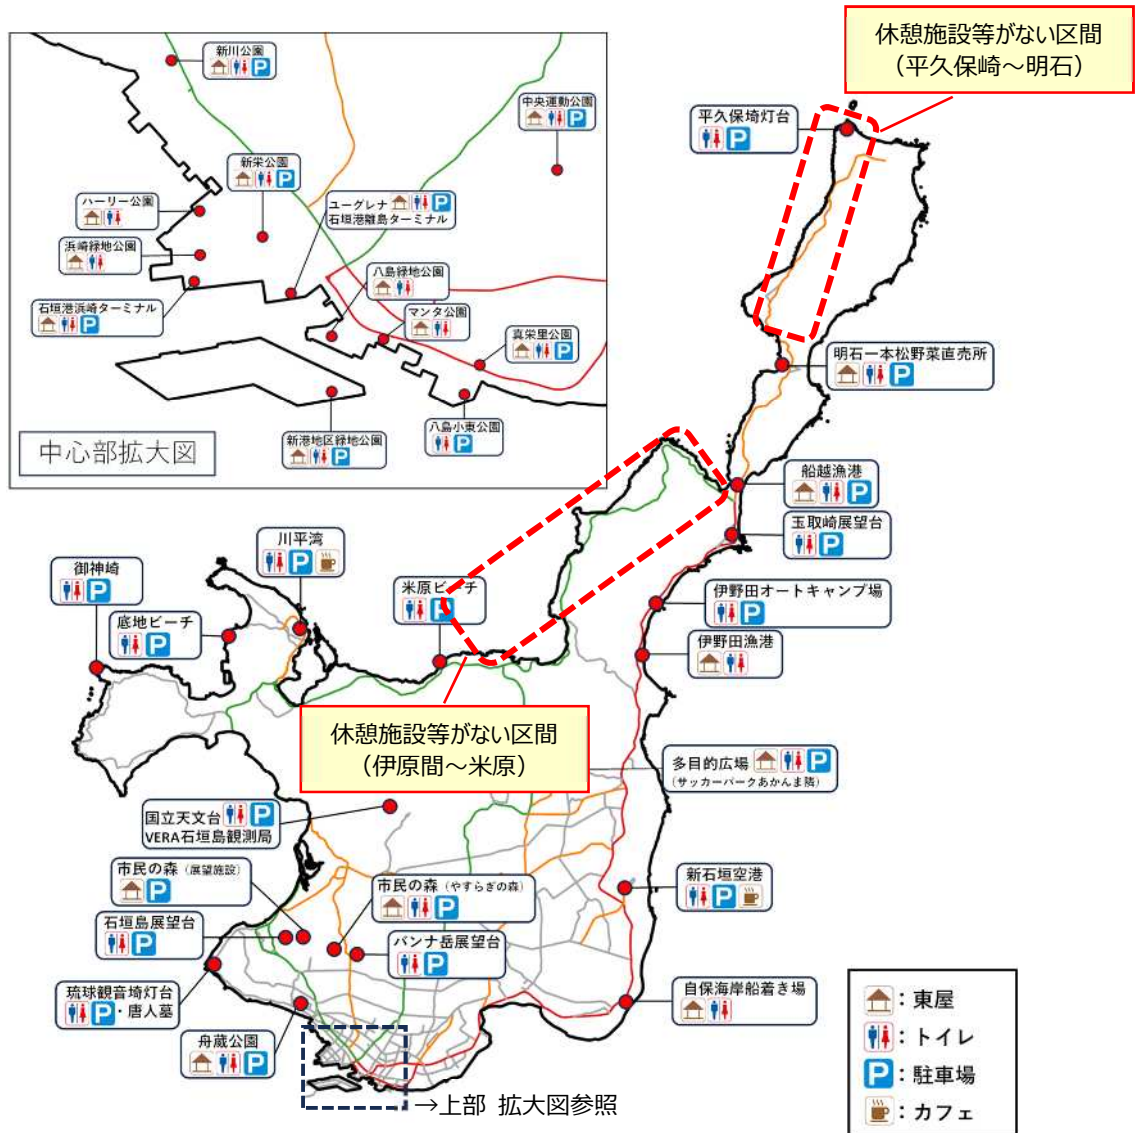 休憩施設等がない区間
(平久保崎～明石)
新川公園
P
中央運動公園
P
平久保埼灯台
P
新栄公園
P
ハーリー公園
ユーグレナ P
石垣港離島ターミナル
浜崎緑地公園
八島緑地公園
石垣港浜崎ターミナル
P
マンタ公園
真栄里公園
P
明石一本松野菜直売所
P
八島小東公園
P
新港地区緑地公園
P
中心部拡大図
船越漁港
P
玉取崎展望台
P
川平湾
P
御神崎
P
米原ビーチ
P
伊野田オートキャンプ場
P
底地ビーチ
P
伊野田漁港
休憩施設等がない区間
(伊原間～米原)
多目的広場 P
(サッカーパークあかんま隣)
国立天文台 P
VERA石垣島観測局
市民の森(展望施設)
P
市民の森(やすらぎの森)
P
新石垣空港
P
石垣島展望台
P
バンナ岳展望台
P
琉球観音埼灯台
P・唐人墓
自保海岸船着き場
舟蔵公園
P
→上部 拡大図参照
：東屋
：トイレ
P：駐車場
：カフェ